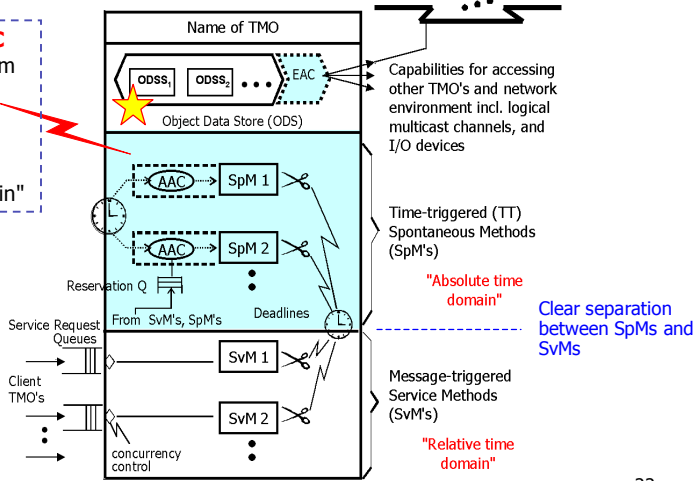 Name of TMO
C
m
in"
ODSS1
ODSS2
EAC
Object Data Store (ODS)
Capabilities for accessing
other TMO's and network
environment incl. logical
multicast channels, and
I/O devices
AAC
SpM 1
AAC
SpM 2
Reservation Q
From SvM's, SpM's
Deadlines
Time-triggered (TT)
Spontaneous Methods
(SpM's)
"Absolute time
domain"
Clear separation
between SpMs and
SvMs
Service Request
Queues
Client
TMO's
SvM 1
SvM 2
concurrency
control
Message-triggered
Service Methods
(SvM's)
"Relative time
domain"